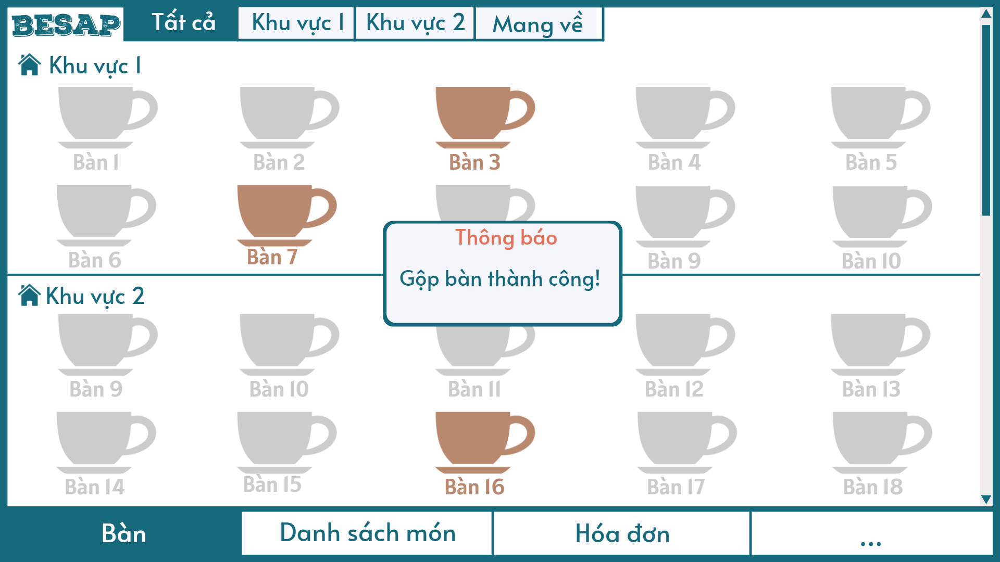 BESAP
Tất cả
Khu vực 1
Khu vực 2
Mang về
Khu vực 1
Bàn 1
Bàn 2
Bàn 3
Bàn 4
Bàn 5
Bàn 6
Bàn 7
Bàn 9
Bàn 10
Thông báo
Gộp bàn thành công!
Khu vực 2
Bàn 9
Bàn 10
Bàn 11
Bàn 12
Bàn 13
Bàn 14
Bàn 15
Bàn 16
Bàn 17
Bàn 18
Bàn
Danh sách món
Hóa đơn
...